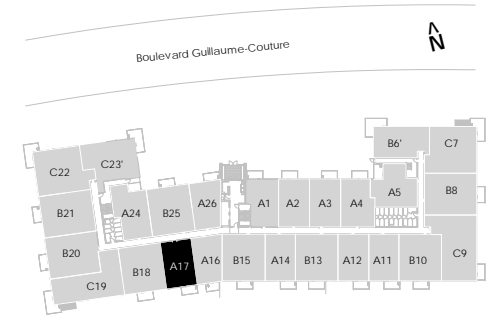 Boulevard Guillaume-Couture
N
B6'
C7
C22
C23'
A5
B8
B21
A24
B25
A26
A1
A2
A3
A4
B20
C19
B18
A17
A16
B15
A14
B13
A12
A11
B10
C9